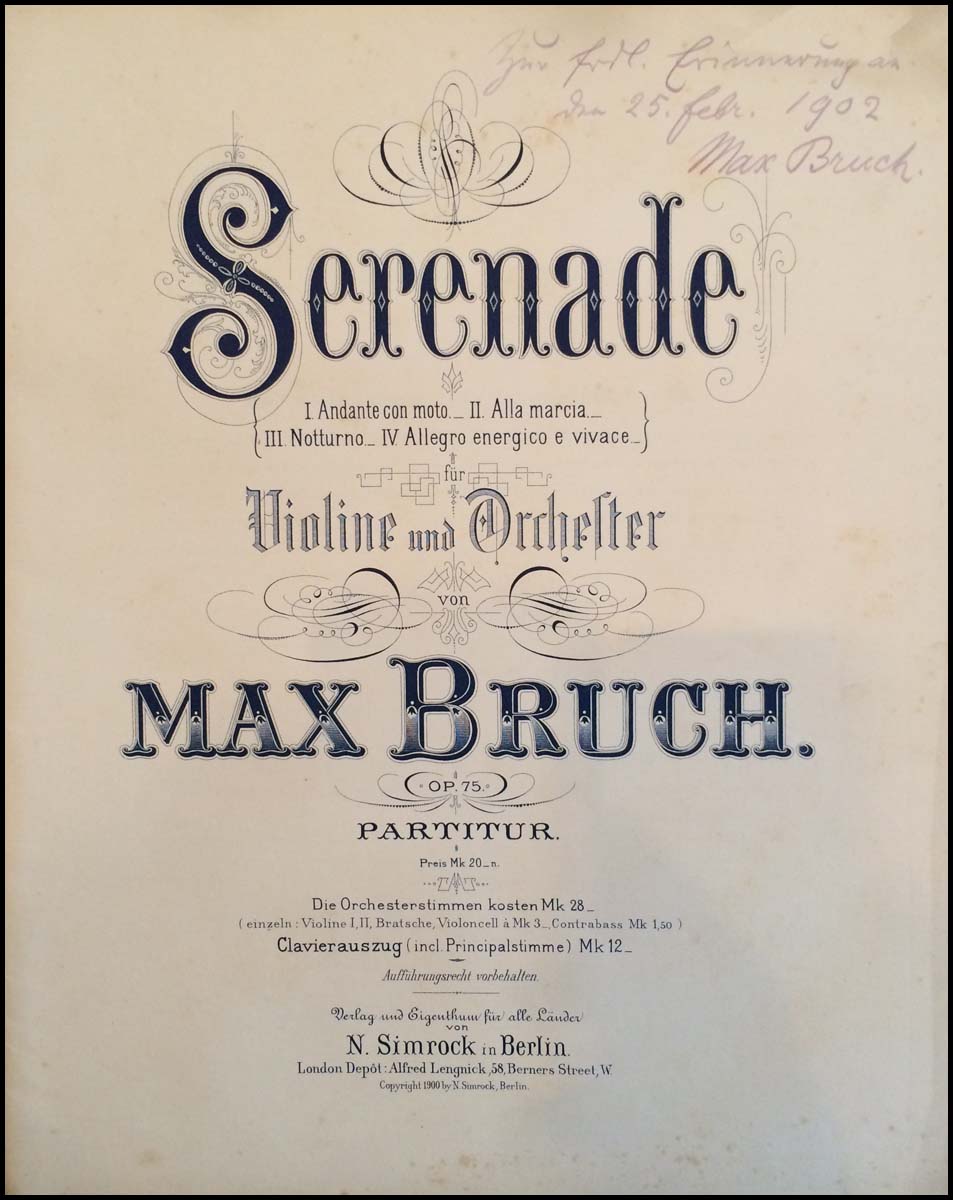 Zur frdl. Erinnerung an
den 25. Febr. 1902
Max Bruch.
Serenade
I. Andante con moto._ II. Alla marcia._
III. Notturno._ IV Allegro energico e vivace._
für
Violine und Orchester
von
MAX BRUCH.
OP. 75.
PARTITUR.
Preis Mk 20_n.
Die Orchesterstimmen kosten Mk 28_
(einzeln: Violine I, II, Bratsche, Violoncell à Mk 3_, Contrabass Mk 1,50)
Clavierauszug (incl. Principalstimme) Mk 12_
Aufführungsrecht vorbehalten.
Verlag und Eigenthum für alle Länder
von
N. Simrock in Berlin.
London Depôt: Alfred Lengnick, 58, Berners Street, W.
Copyright 1900 by N. Simrock, Berlin.